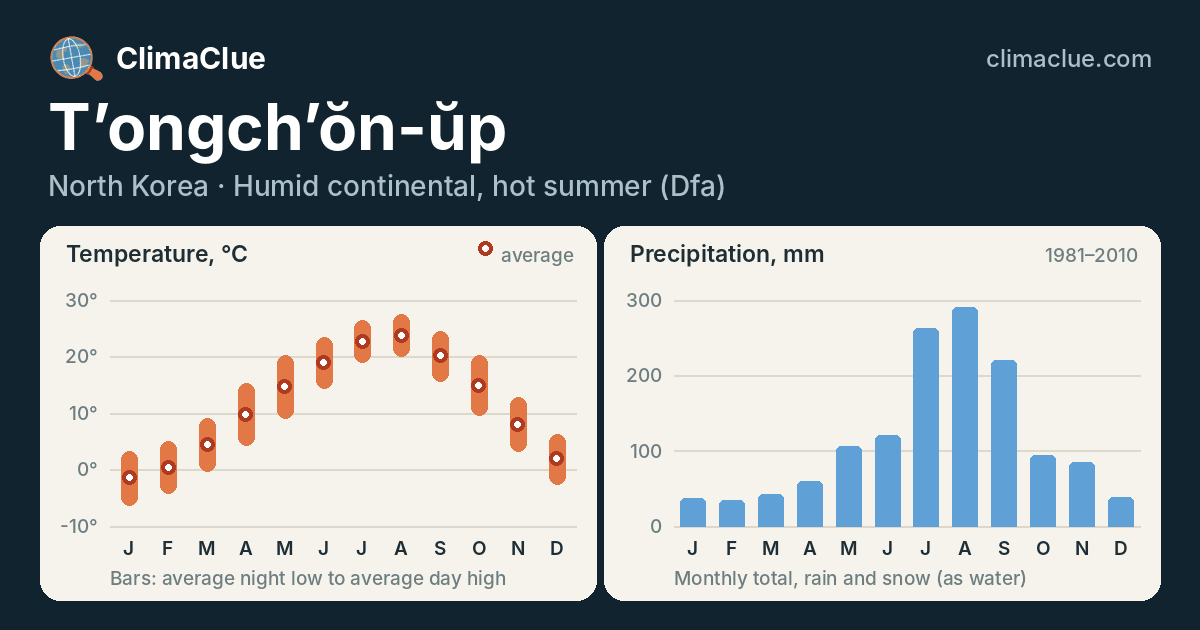 ClimaClue
climaclue.com
T’ongch’ŏn-ŭp
North Korea · Humid continental, hot summer (Dfa)
Temperature, °C
average
30°
20°
10°
0°
-10°
J F M A M J J A S O N D
Bars: average night low to average day high
Precipitation, mm
1981–2010
300
200
100
0
J F M A M J J A S O N D
Monthly total, rain and snow (as water)